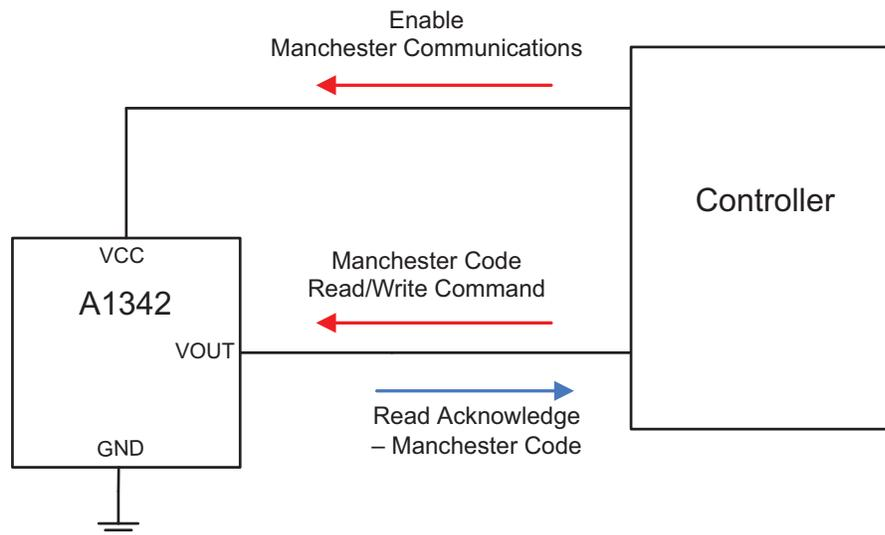 Enable
Manchester Communications
Controller
VCC
A1342
Manchester Code
Read/Write Command
VOUT
Read Acknowledge
– Manchester Code
GND